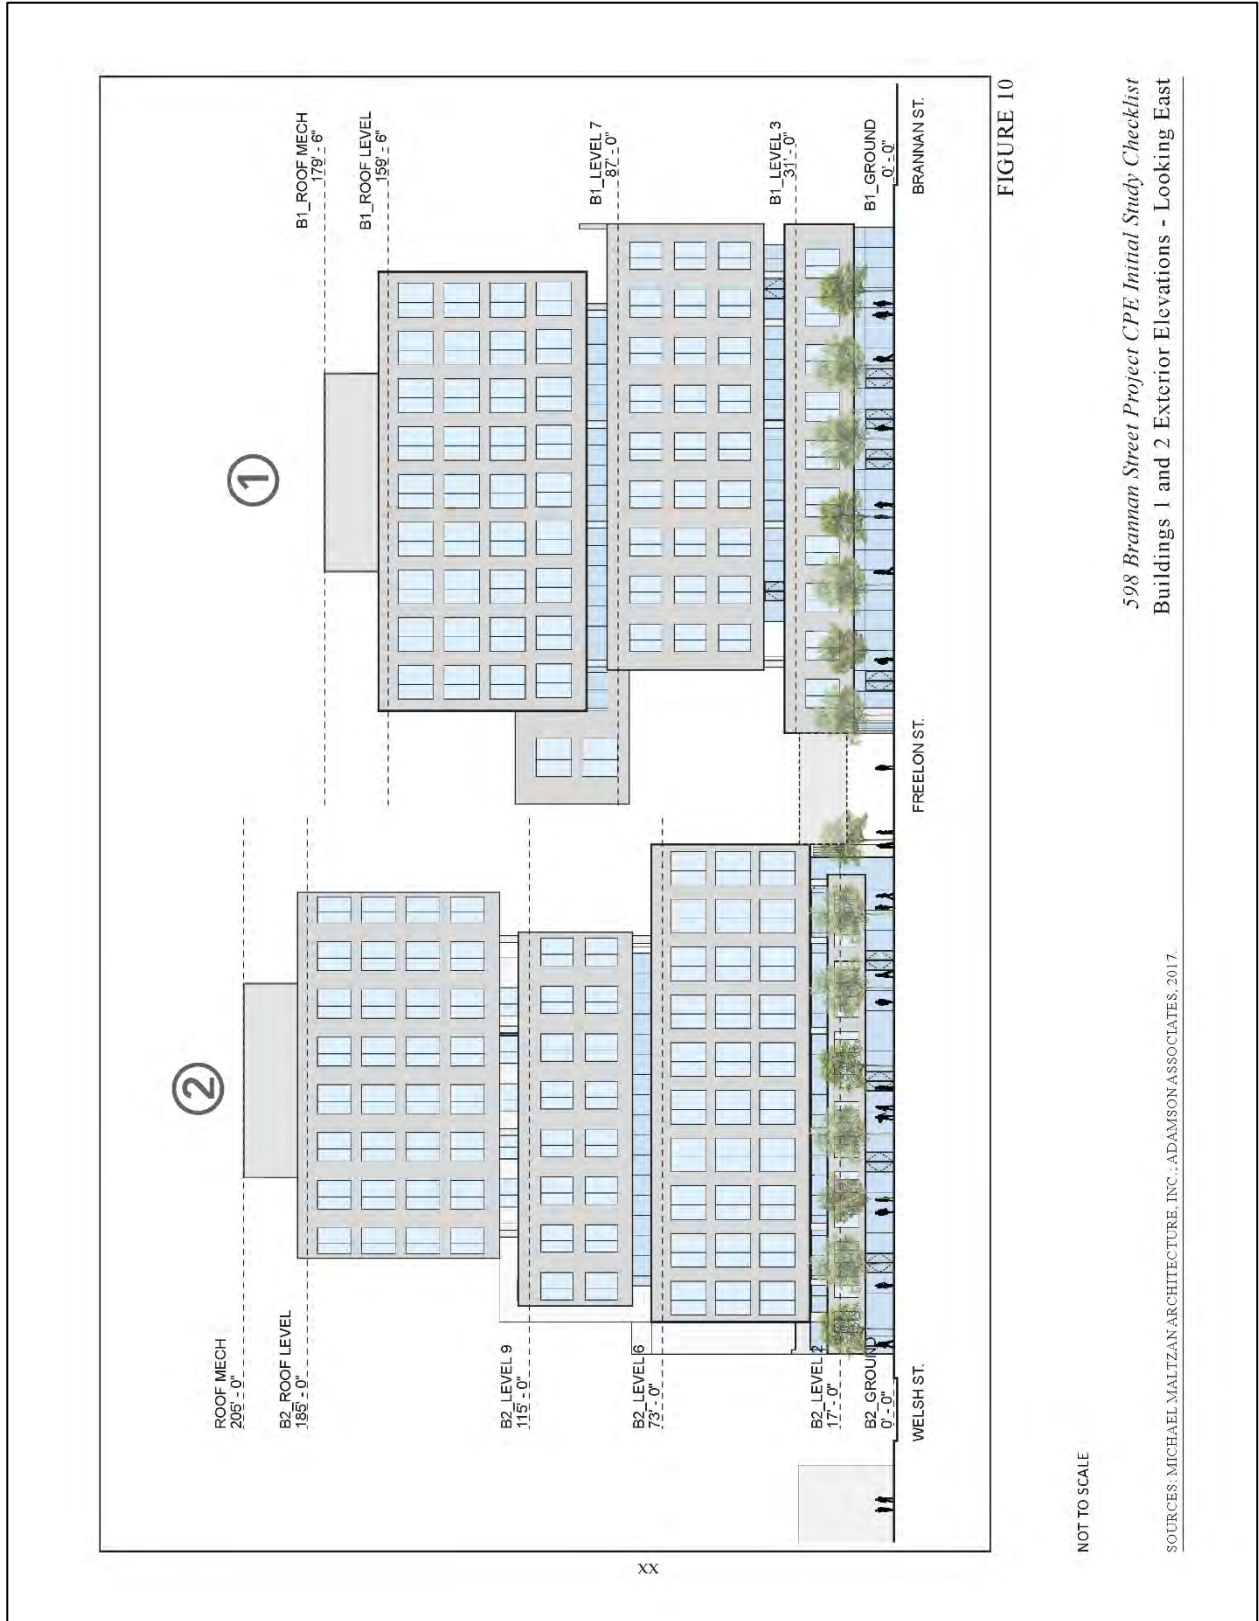 ②
①
ROOF MECH
205' - 0"
B2_ROOF LEVEL
185' - 0"
B2_LEVEL 9
115' - 0"
B2_LEVEL 6
73' - 0"
B2_LEVEL 2
17' - 0"
B2_GROUND
0' - 0"
B1_ROOF MECH
179' - 6"
B1_ROOF LEVEL
159' - 6"
B1_LEVEL 7
87' - 0"
B1_LEVEL 3
31' - 0"
B1_GROUND
0' - 0"
WELSH ST.
FREELON ST.
BRANNAN ST.
FIGURE 10
NOT TO SCALE
598 Brannan Street Project CPE Initial Study Checklist
Buildings 1 and 2 Exterior Elevations - Looking East
SOURCES: MICHAEL MALTZAN ARCHITECTURE, INC.; ADAMSON ASSOCIATES, 2017.
XX